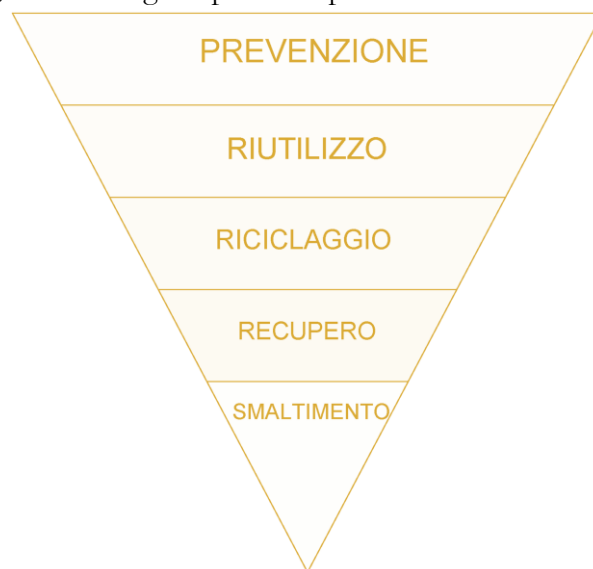 PREVENZIONE
RIUTILIZZO
RICICLAGGIO
RECUPERO
SMALTIMENTO